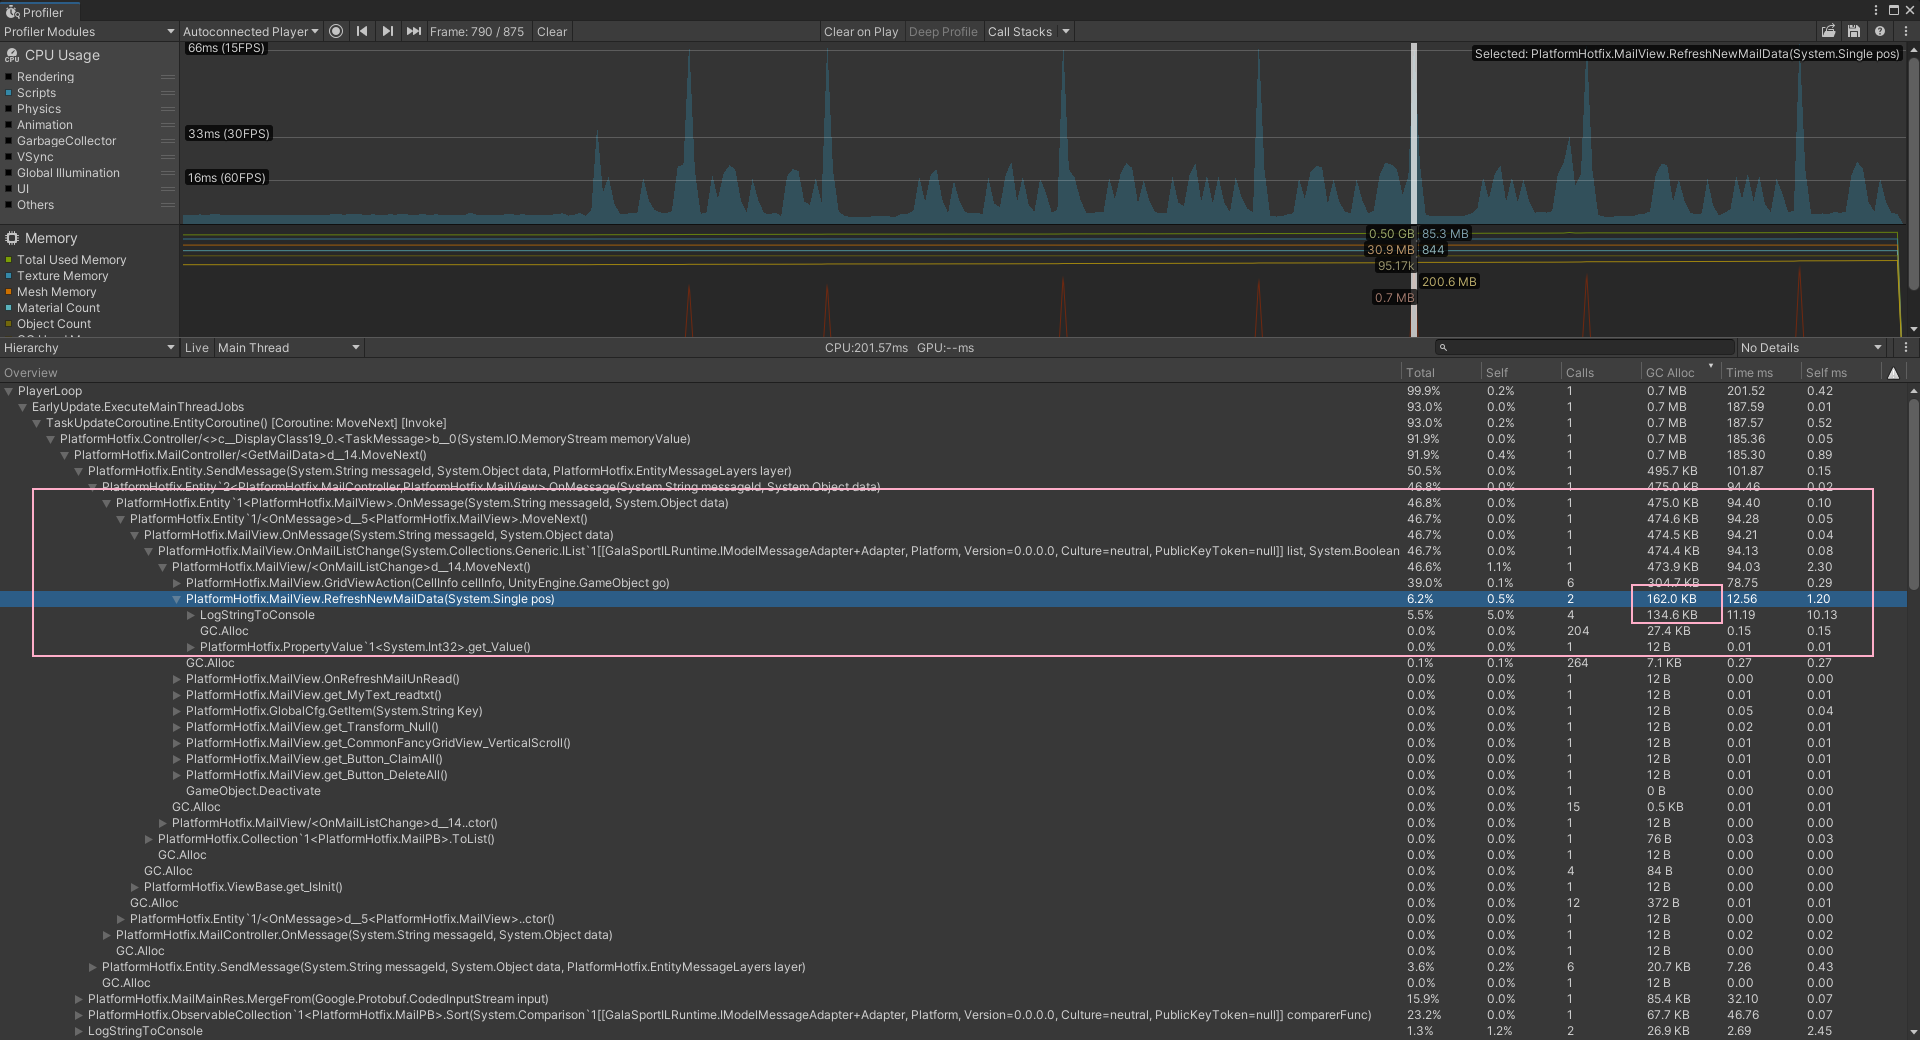 Profiler
Profiler Modules
Autoconnected Player
Frame: 790 / 875
Clear
Clear on Play
Deep Profile
Call Stacks
CPU Usage
Rendering
Scripts
Physics
Animation
GarbageCollector
VSync
Global Illumination
UI
Others
66ms (15FPS)
33ms (30FPS)
16ms (60FPS)
Selected: PlatformHotfix.MailView.RefreshNewMailData(System.Single pos)
Memory
Total Used Memory
Texture Memory
Mesh Memory
Material Count
Object Count
0.50 GB 85.3 MB
30.9 MB 844
95.17k
200.6 MB
0.7 MB
Hierarchy Live Main Thread CPU:201.57ms GPU:--ms No Details
Overview Total Self Calls GC Alloc Time ms Self ms
PlayerLoop 99.9% 0.2% 1 0.7 MB 201.52 0.42
EarlyUpdate.ExecuteMainThreadJobs 93.0% 0.0% 1 0.7 MB 187.59 0.01
TaskUpdateCoroutine.EntityCoroutine() [Coroutine: MoveNext] [Invoke] 93.0% 0.2% 1 0.7 MB 187.57 0.52
PlatformHotfix.Controller/<>c__DisplayClass19_0.<TaskMessage>b__0(System.IO.MemoryStream memoryValue) 91.9% 0.0% 1 0.7 MB 185.36 0.05
PlatformHotfix.MailController/<GetMailData>d__14.MoveNext() 91.9% 0.4% 1 0.7 MB 185.30 0.89
PlatformHotfix.Entity.SendMessage(System.String messageId, System.Object data, PlatformHotfix.EntityMessageLayers layer) 50.5% 0.0% 1 495.7 KB 101.87 0.15
PlatformHotfix.Entity`2<PlatformHotfix.MailController,PlatformHotfix.MailView>.OnMessage(System.String messageId, System.Object data) 46.8% 0.0% 1 475.0 KB 94.46 0.02
PlatformHotfix.Entity`1<PlatformHotfix.MailView>.OnMessage(System.String messageId, System.Object data) 46.8% 0.0% 1 475.0 KB 94.40 0.10
PlatformHotfix.Entity`1/<OnMessage>d__5<PlatformHotfix.MailView>.MoveNext() 46.7% 0.0% 1 474.6 KB 94.28 0.05
PlatformHotfix.MailView.OnMessage(System.String messageId, System.Object data) 46.7% 0.0% 1 474.5 KB 94.21 0.04
PlatformHotfix.MailView.OnMailListChange(System.Collections.Generic.IList`1[[GalaSportILRuntime.IModelMessageAdapter+Adapter, Platform, Version=0.0.0.0, Culture=neutral, PublicKeyToken=null]] list, System.Boolean 46.7% 0.0% 1 474.4 KB 94.13 0.08
PlatformHotfix.MailView/<OnMailListChange>d__14.MoveNext() 46.6% 1.1% 1 473.9 KB 94.03 2.30
PlatformHotfix.MailView.GridViewAction(CellInfo cellInfo, UnityEngine.GameObject go) 39.0% 0.1% 6 304.7 KB 78.75 0.29
PlatformHotfix.MailView.RefreshNewMailData(System.Single pos) 6.2% 0.5% 2 162.0 KB 12.56 1.20
LogStringToConsole 5.5% 5.0% 4 134.6 KB 11.19 10.13
GC.Alloc 0.0% 0.0% 204 27.4 KB 0.15 0.15
PlatformHotfix.PropertyValue`1<System.Int32>.get_Value() 0.0% 0.0% 1 12 B 0.01 0.01
GC.Alloc 0.1% 0.1% 264 7.1 KB 0.27 0.27
PlatformHotfix.MailView.OnRefreshMailUnRead() 0.0% 0.0% 1 12 B 0.00 0.00
PlatformHotfix.MailView.get_MyText_readtxt() 0.0% 0.0% 1 12 B 0.01 0.01
PlatformHotfix.GlobalCfg.GetItem(System.String Key) 0.0% 0.0% 1 12 B 0.05 0.04
PlatformHotfix.MailView.get_Transform_Null() 0.0% 0.0% 1 12 B 0.02 0.01
PlatformHotfix.MailView.get_CommonFancyGridView_VerticalScroll() 0.0% 0.0% 1 12 B 0.01 0.01
PlatformHotfix.MailView.get_Button_ClaimAll() 0.0% 0.0% 1 12 B 0.01 0.01
PlatformHotfix.MailView.get_Button_DeleteAll() 0.0% 0.0% 1 12 B 0.01 0.01
GameObject.Deactivate 0.0% 0.0% 1 0 B 0.00 0.00
GC.Alloc 0.0% 0.0% 15 0.5 KB 0.01 0.01
PlatformHotfix.MailView/<OnMailListChange>d__14..ctor() 0.0% 0.0% 1 12 B 0.00 0.00
PlatformHotfix.Collection`1<PlatformHotfix.MailPB>.ToList() 0.0% 0.0% 1 76 B 0.03 0.03
GC.Alloc 0.0% 0.0% 1 12 B 0.00 0.00
GC.Alloc 0.0% 0.0% 4 84 B 0.00 0.00
PlatformHotfix.ViewBase.get_IsInit() 0.0% 0.0% 1 12 B 0.00 0.00
GC.Alloc 0.0% 0.0% 12 372 B 0.01 0.01
PlatformHotfix.Entity`1/<OnMessage>d__5<PlatformHotfix.MailView>..ctor() 0.0% 0.0% 1 12 B 0.00 0.00
PlatformHotfix.MailController.OnMessage(System.String messageId, System.Object data) 0.0% 0.0% 1 12 B 0.02 0.02
GC.Alloc 0.0% 0.0% 1 12 B 0.00 0.00
PlatformHotfix.Entity.SendMessage(System.String messageId, System.Object data, PlatformHotfix.EntityMessageLayers layer) 3.6% 0.2% 6 20.7 KB 7.26 0.43
GC.Alloc 0.0% 0.0% 1 12 B 0.00 0.00
PlatformHotfix.MailMainRes.MergeFrom(Google.Protobuf.CodedInputStream input) 15.9% 0.0% 1 85.4 KB 32.10 0.07
PlatformHotfix.ObservableCollection`1<PlatformHotfix.MailPB>.Sort(System.Comparison`1[[GalaSportILRuntime.IModelMessageAdapter+Adapter, Platform, Version=0.0.0.0, Culture=neutral, PublicKeyToken=null]] comparerFunc) 23.2% 0.0% 1 67.7 KB 46.76 0.07
LogStringToConsole 1.3% 1.2% 2 26.9 KB 2.69 2.45